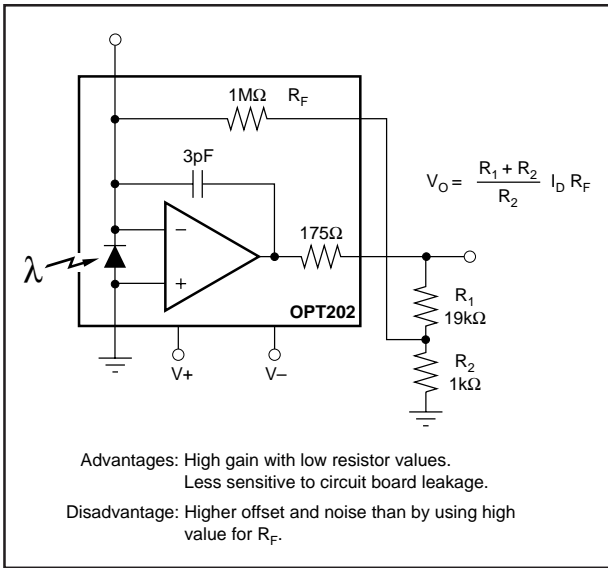 1MΩ R_F
3pF
V_O = (R_1 + R_2) / R_2 I_D R_F
175Ω
−
λ
+
R_1
19kΩ
OPT202
R_2
1kΩ
V+
V−
Advantages: High gain with low resistor values.
Less sensitive to circuit board leakage.
Disadvantage: Higher offset and noise than by using high
value for R_F.